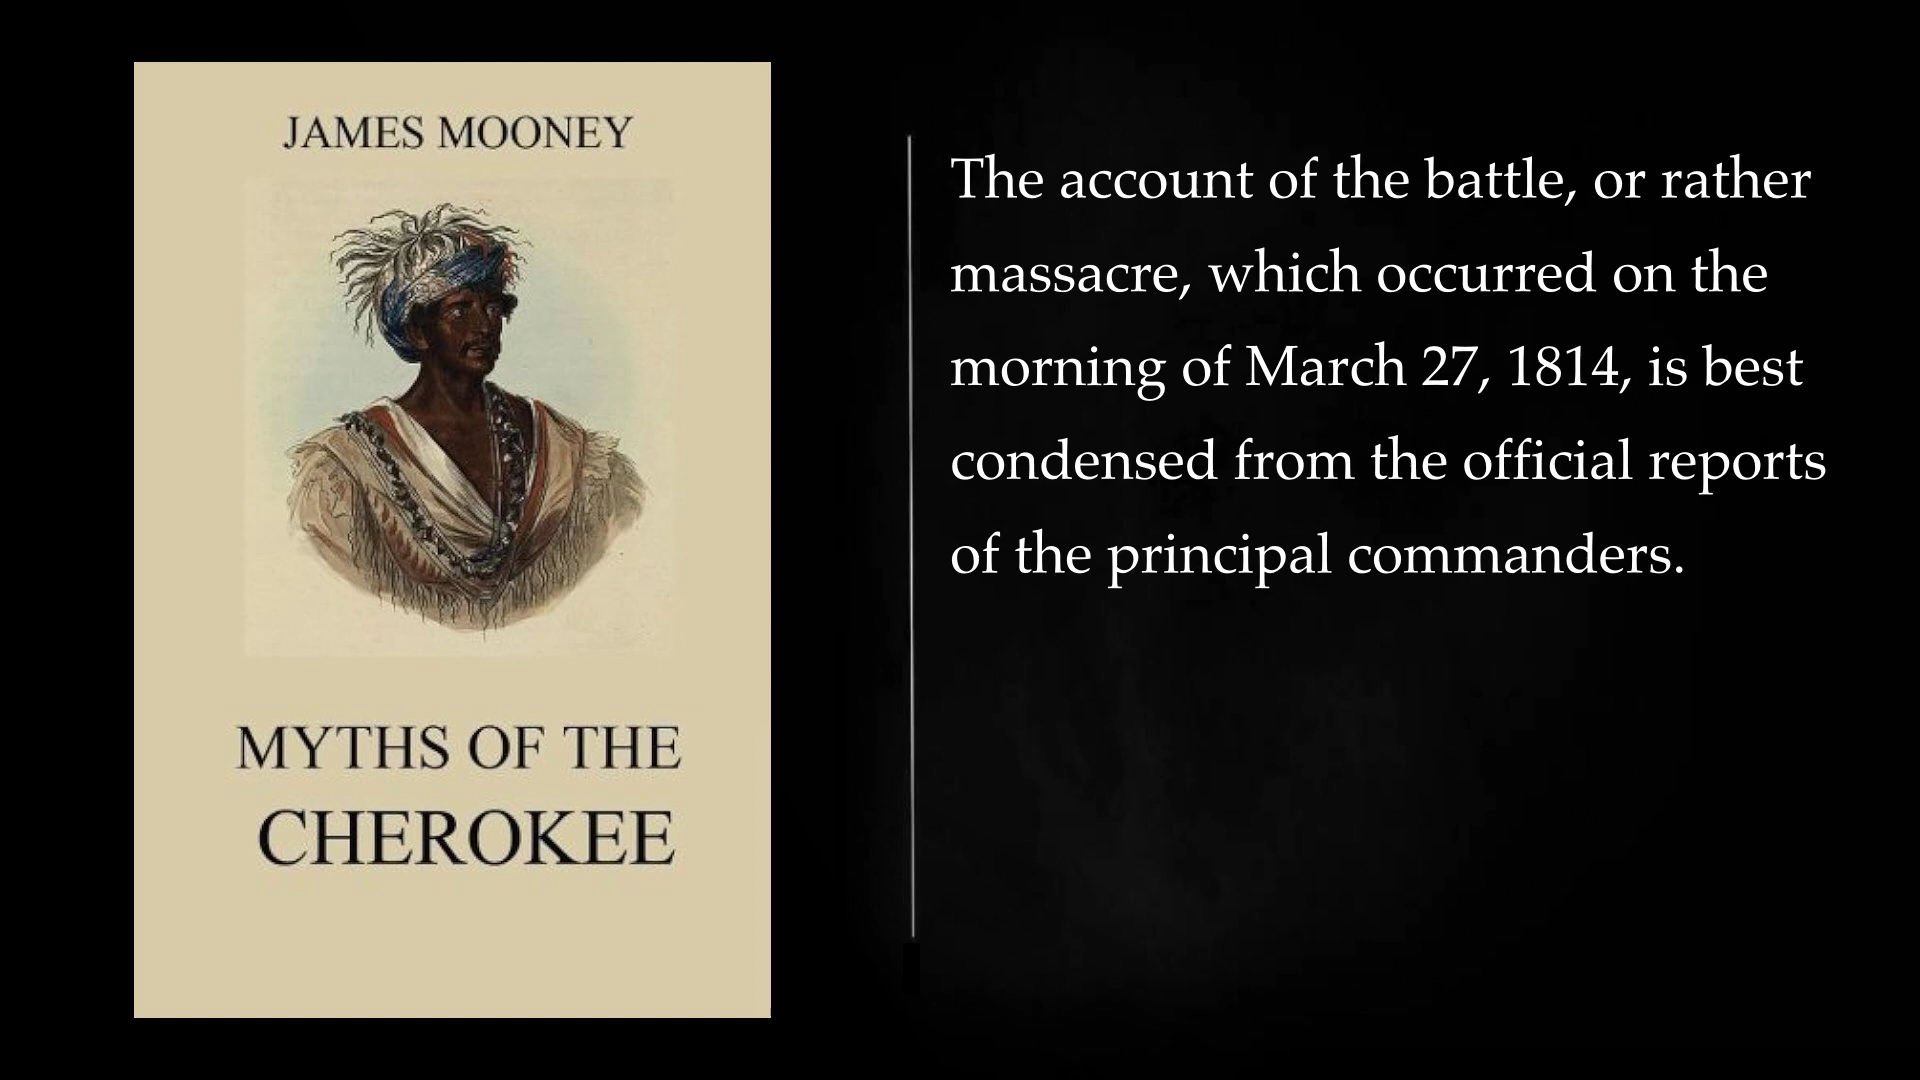 JAMES MOONEY
MYTHS OF THE
CHEROKEE
The account of the battle, or rather
massacre, which occurred on the
morning of March 27, 1814, is best
condensed from the official reports
of the principal commanders.